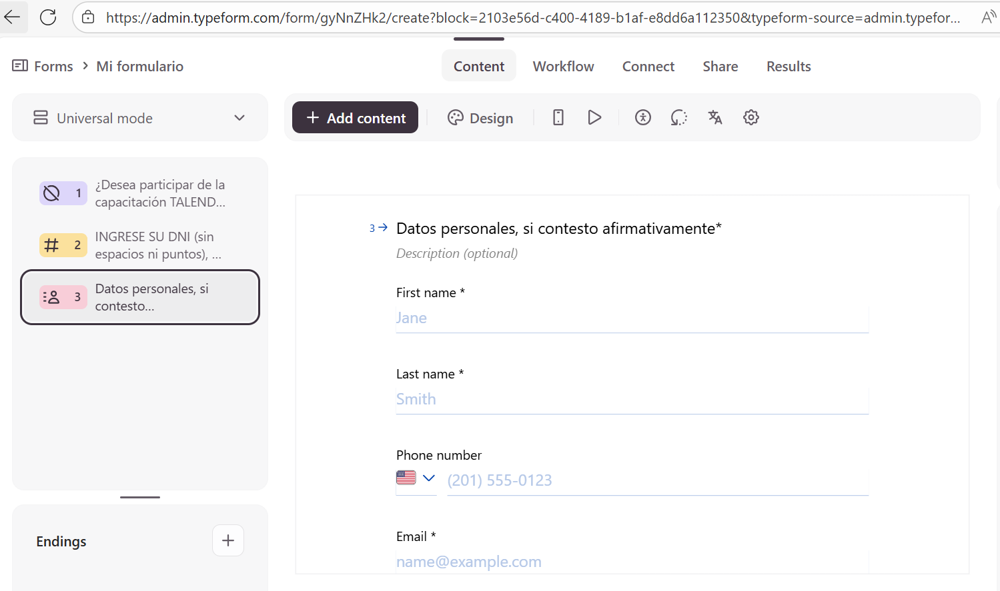 https://admin.typeform.com/form/gyNnZHk2/create?block=2103e56d-c400-4189-b1af-e8dd6a112350&typeform-source=admin.typefor...
Forms > Mi formulario
Content Workflow Connect Share Results
Universal mode
+ Add content Design
1 ¿Desea participar de la
capacitación TALEND...
2 INGRESE SU DNI (sin
espacios ni puntos), ...
3 Datos personales, si
contesto...
Endings
3→ Datos personales, si contesto afirmativamente*
Description (optional)
First name *
Jane
Last name *
Smith
Phone number
(201) 555-0123
Email *
name@example.com